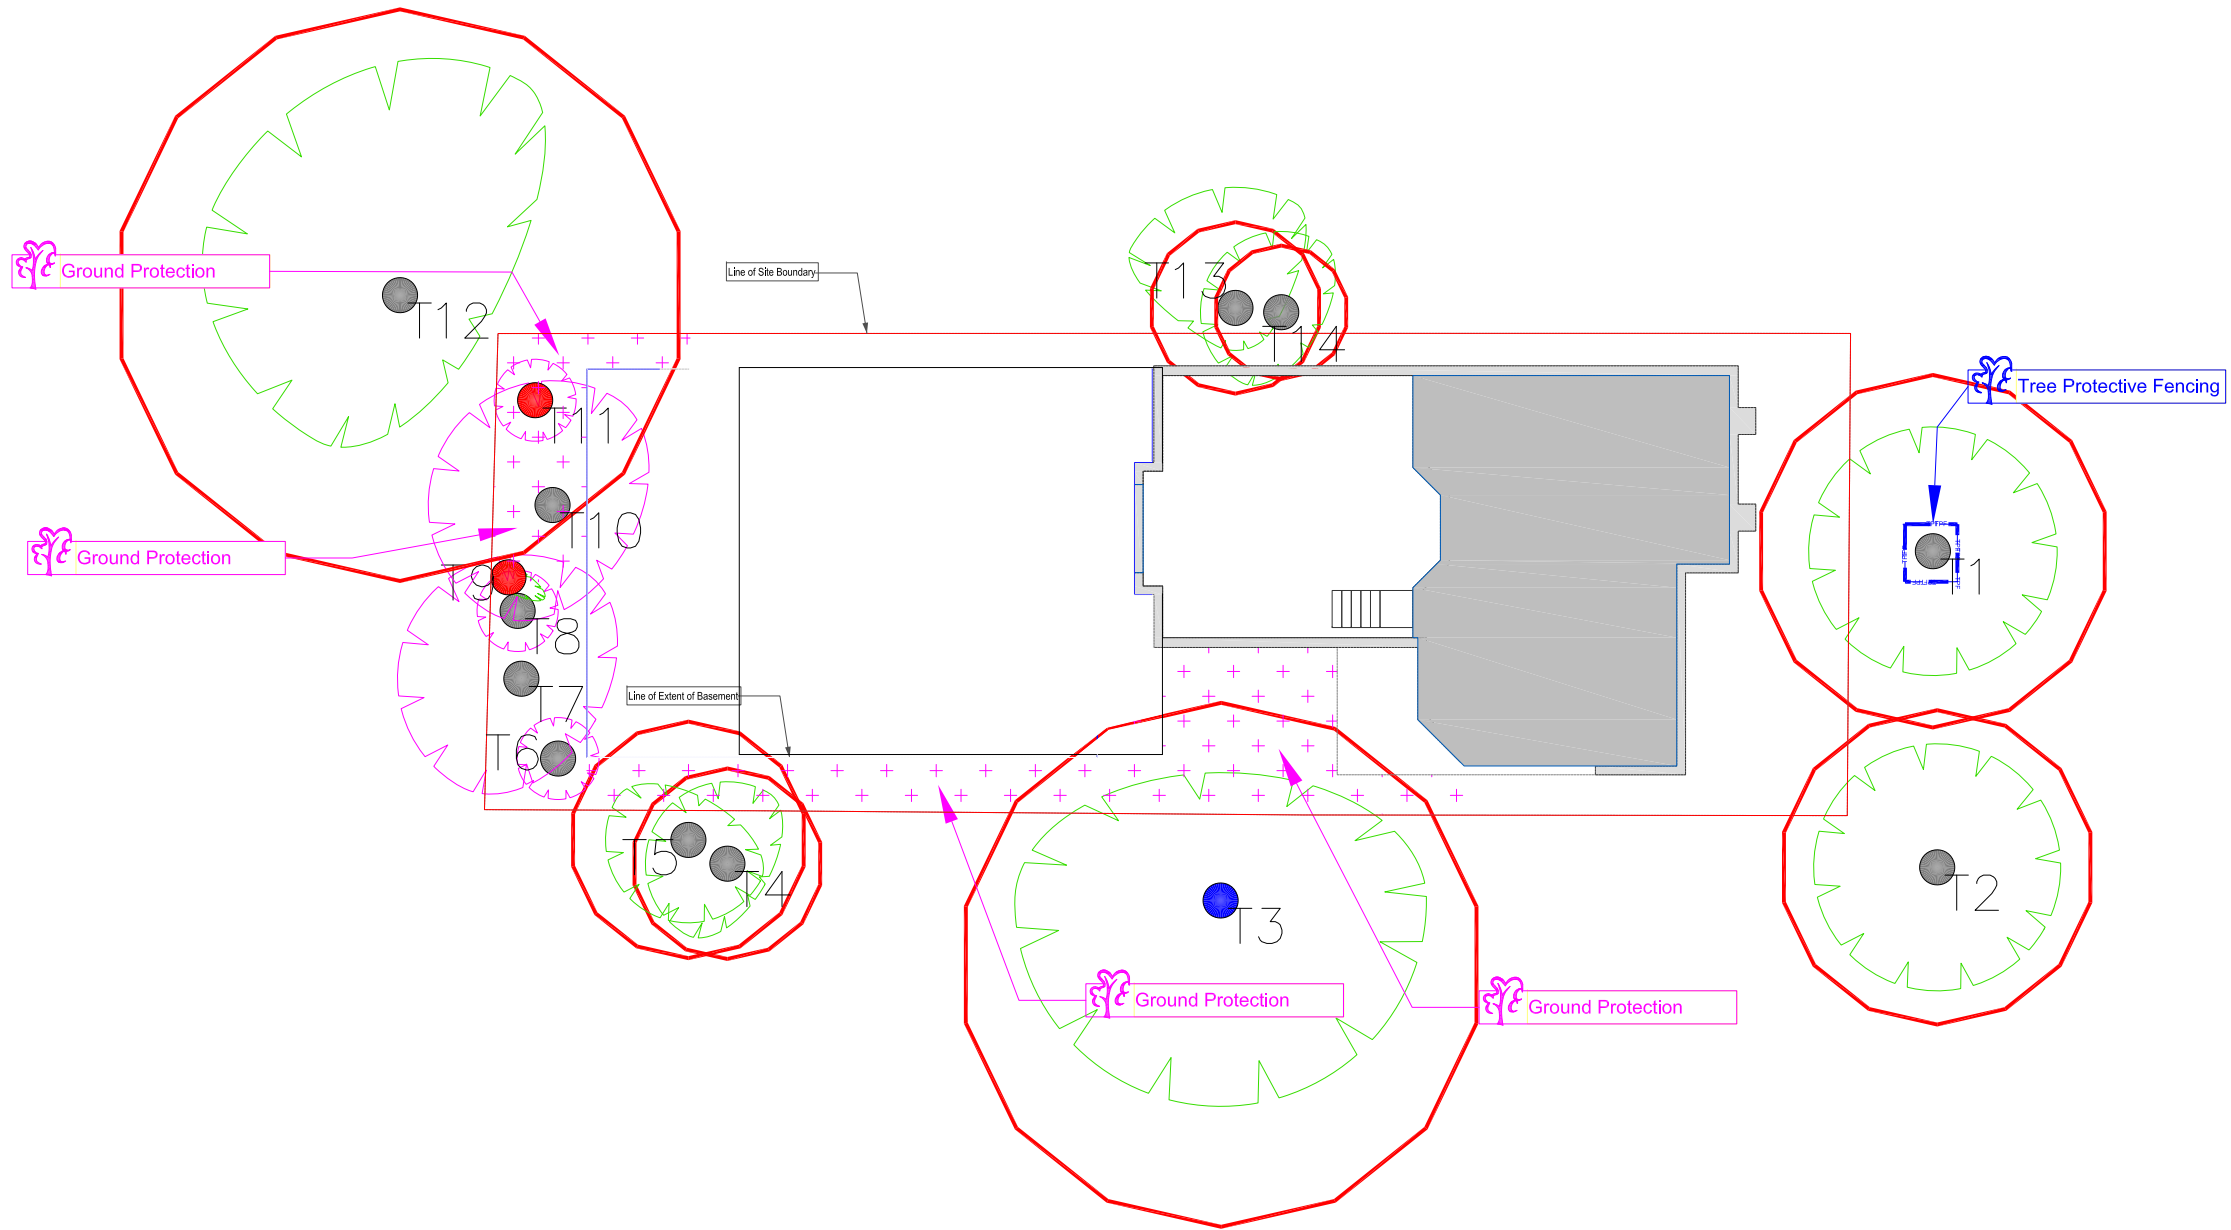 Ground Protection
T12
Line of Site Boundary
T13
T14
Tree Protective Fencing
T11
T10
Ground Protection
T9
T8
T1
T7
Line of Extent of Basement
T6
T5
T4
T3
T2
Ground Protection
Ground Protection